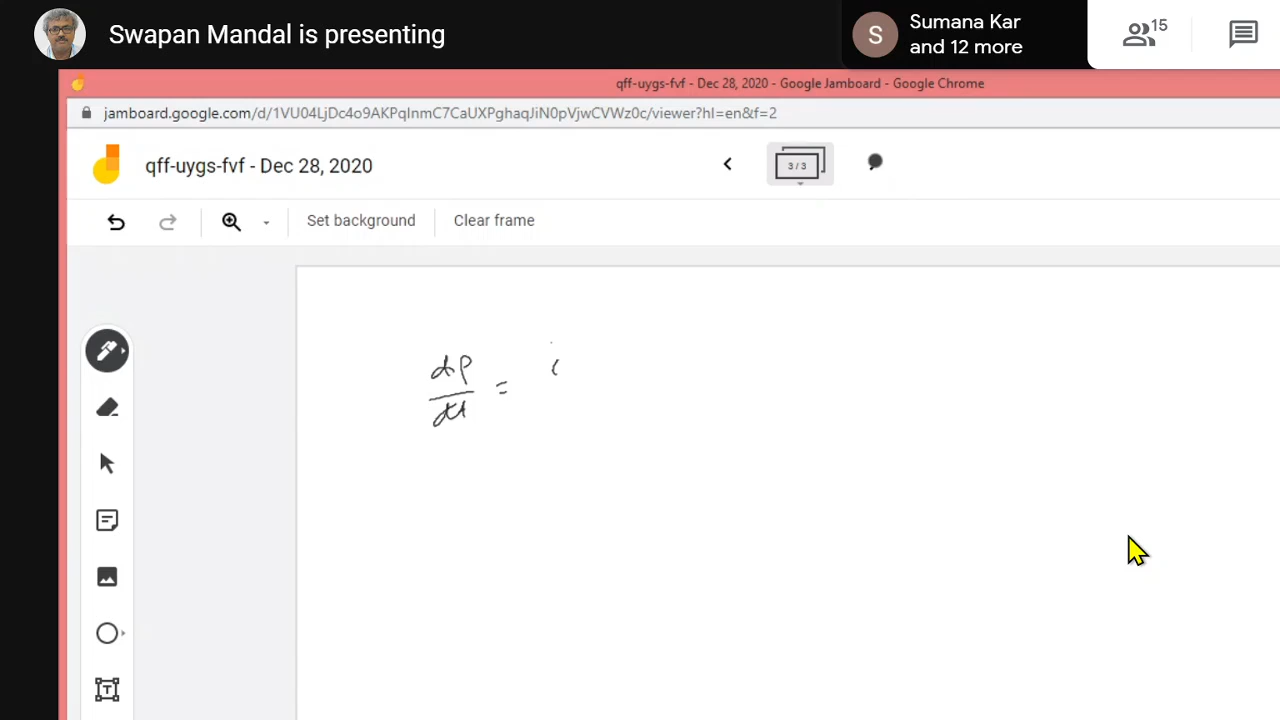 Swapan Mandal is presenting
S
Sumana Kar
and 12 more
15
qff-uygs-fvf - Dec 28, 2020 - Google Jamboard - Google Chrome
jamboard.google.com/d/1VU04LjDc4o9AKPqInmC7CaUXPghaqJiN0pVjwCVWz0c/viewer?hl=en&f=2
qff-uygs-fvf - Dec 28, 2020
3 / 3
Set background
Clear frame
dρ/dt = i
T